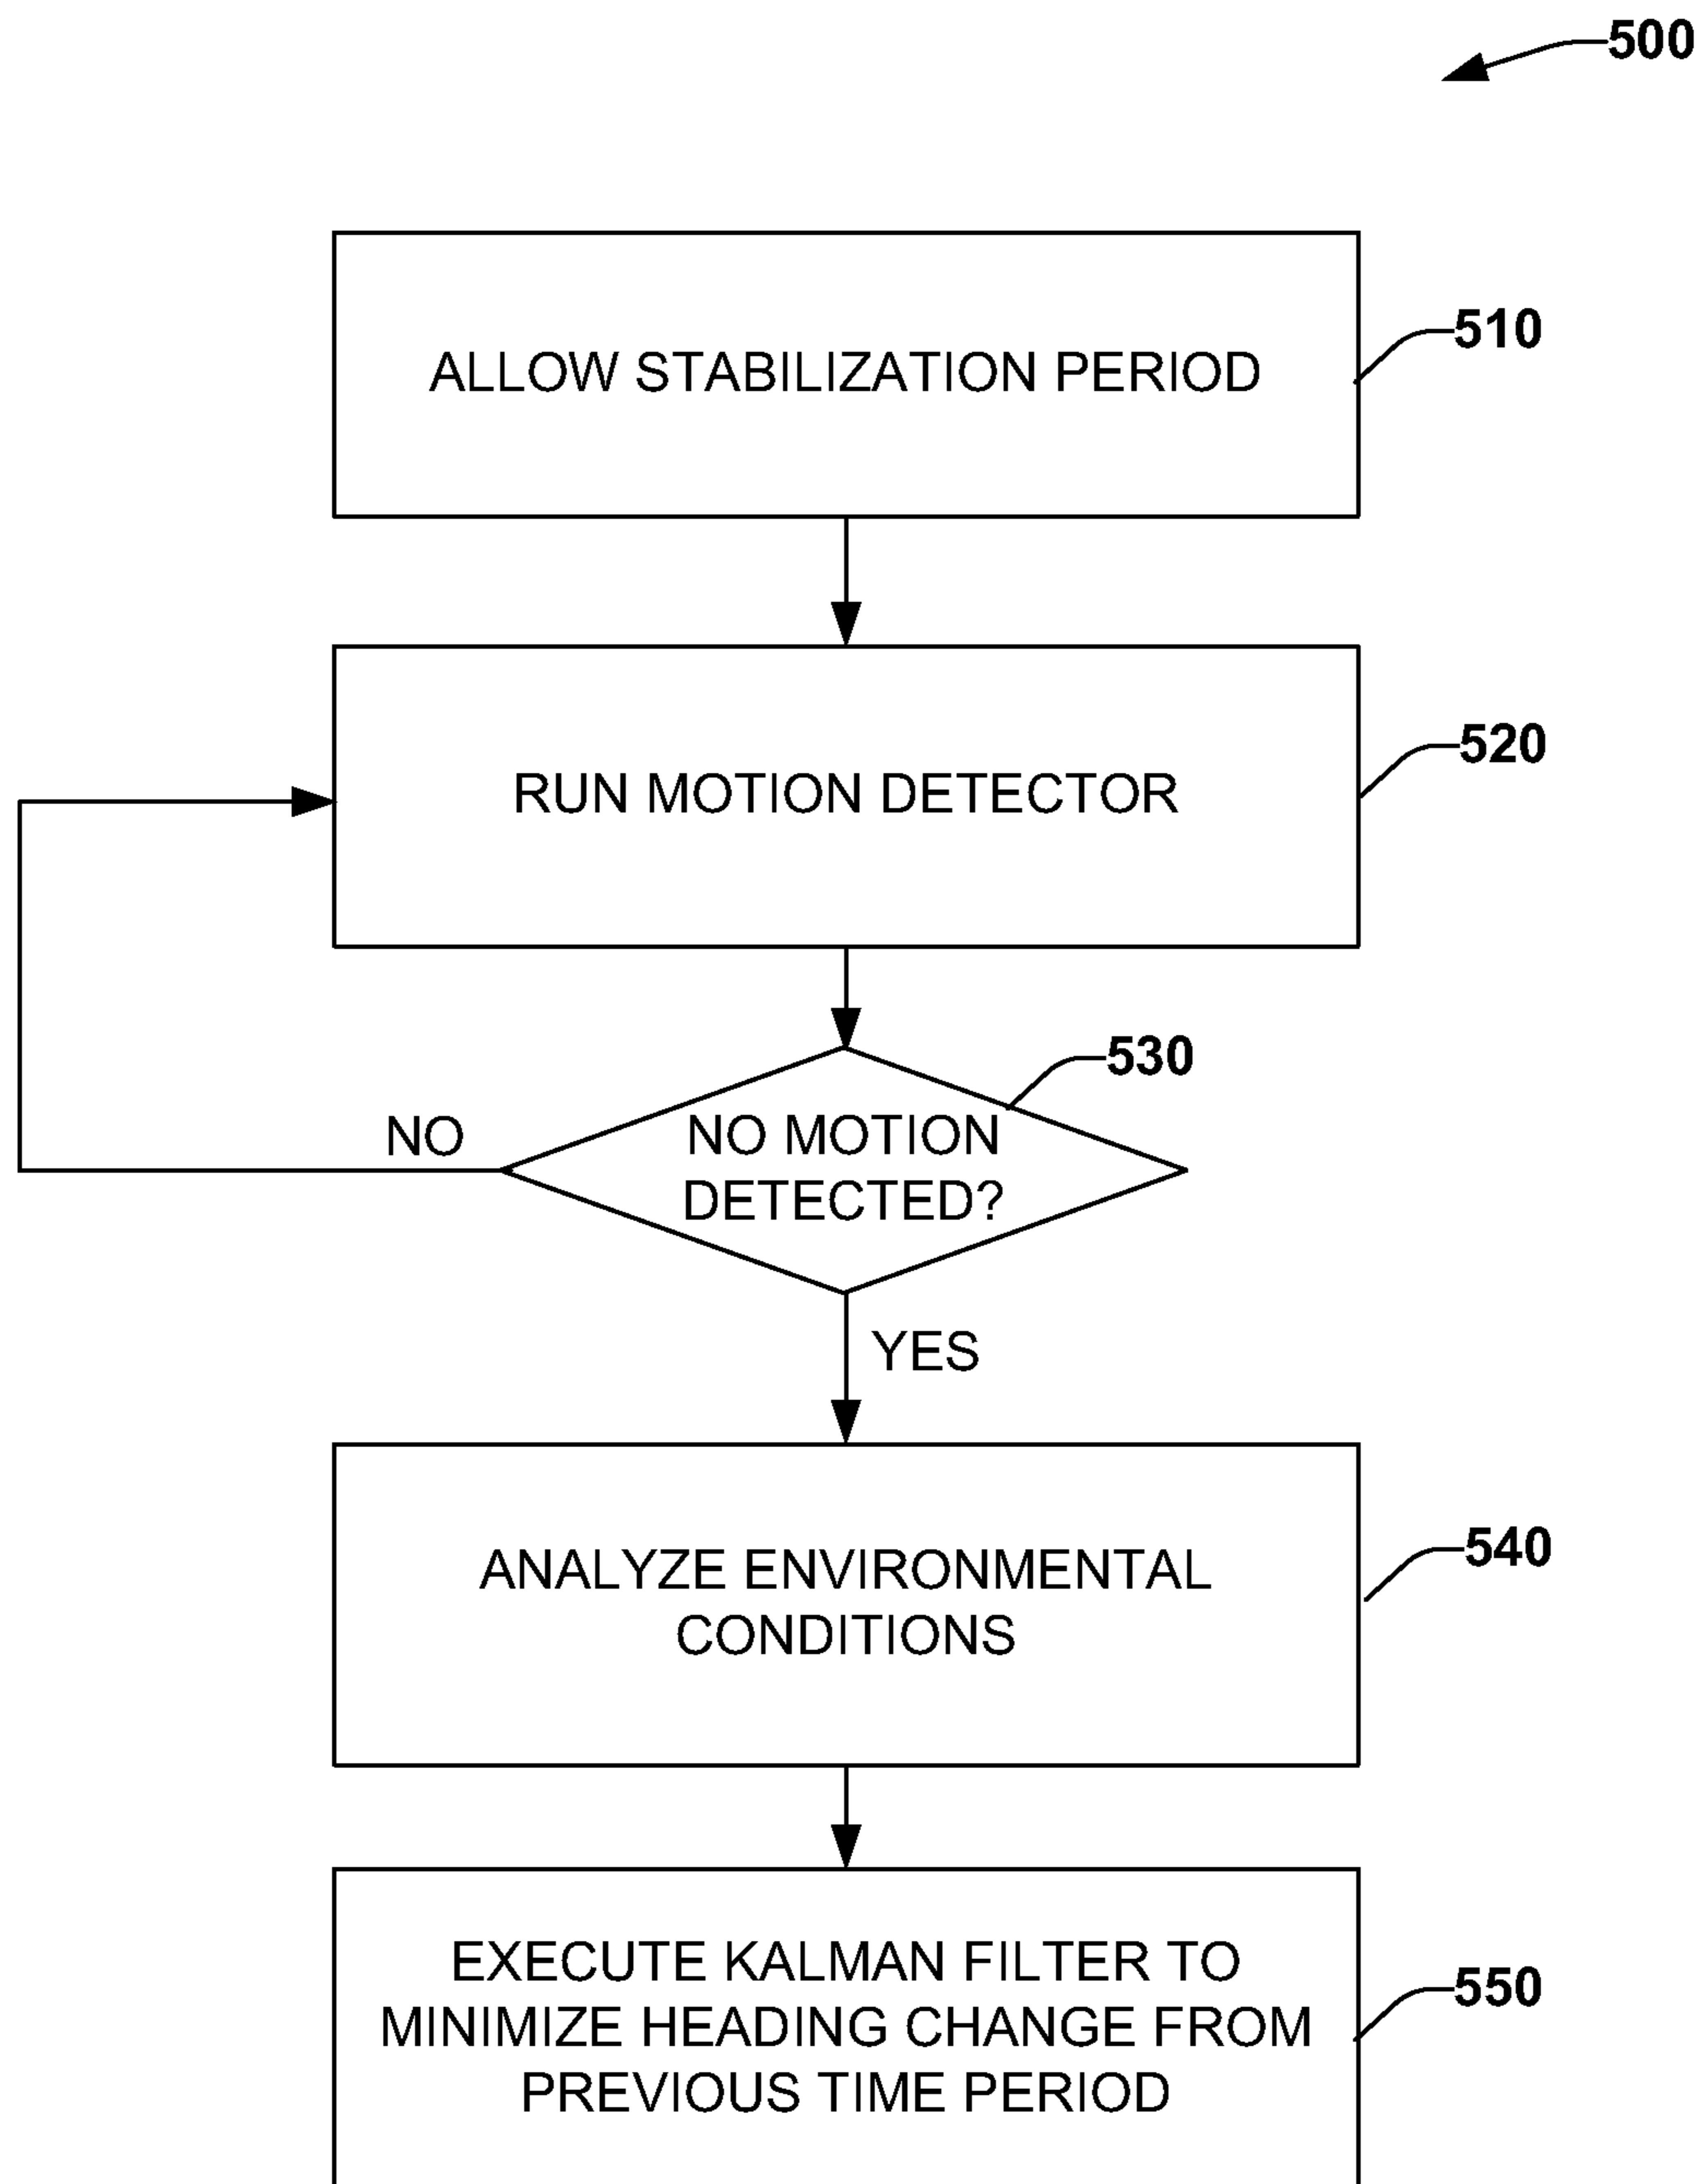 500
ALLOW STABILIZATION PERIOD
510
RUN MOTION DETECTOR
520
530
NO
NO MOTION
DETECTED?
YES
ANALYZE ENVIRONMENTAL
CONDITIONS
540
EXECUTE KALMAN FILTER TO
MINIMIZE HEADING CHANGE FROM
PREVIOUS TIME PERIOD
550